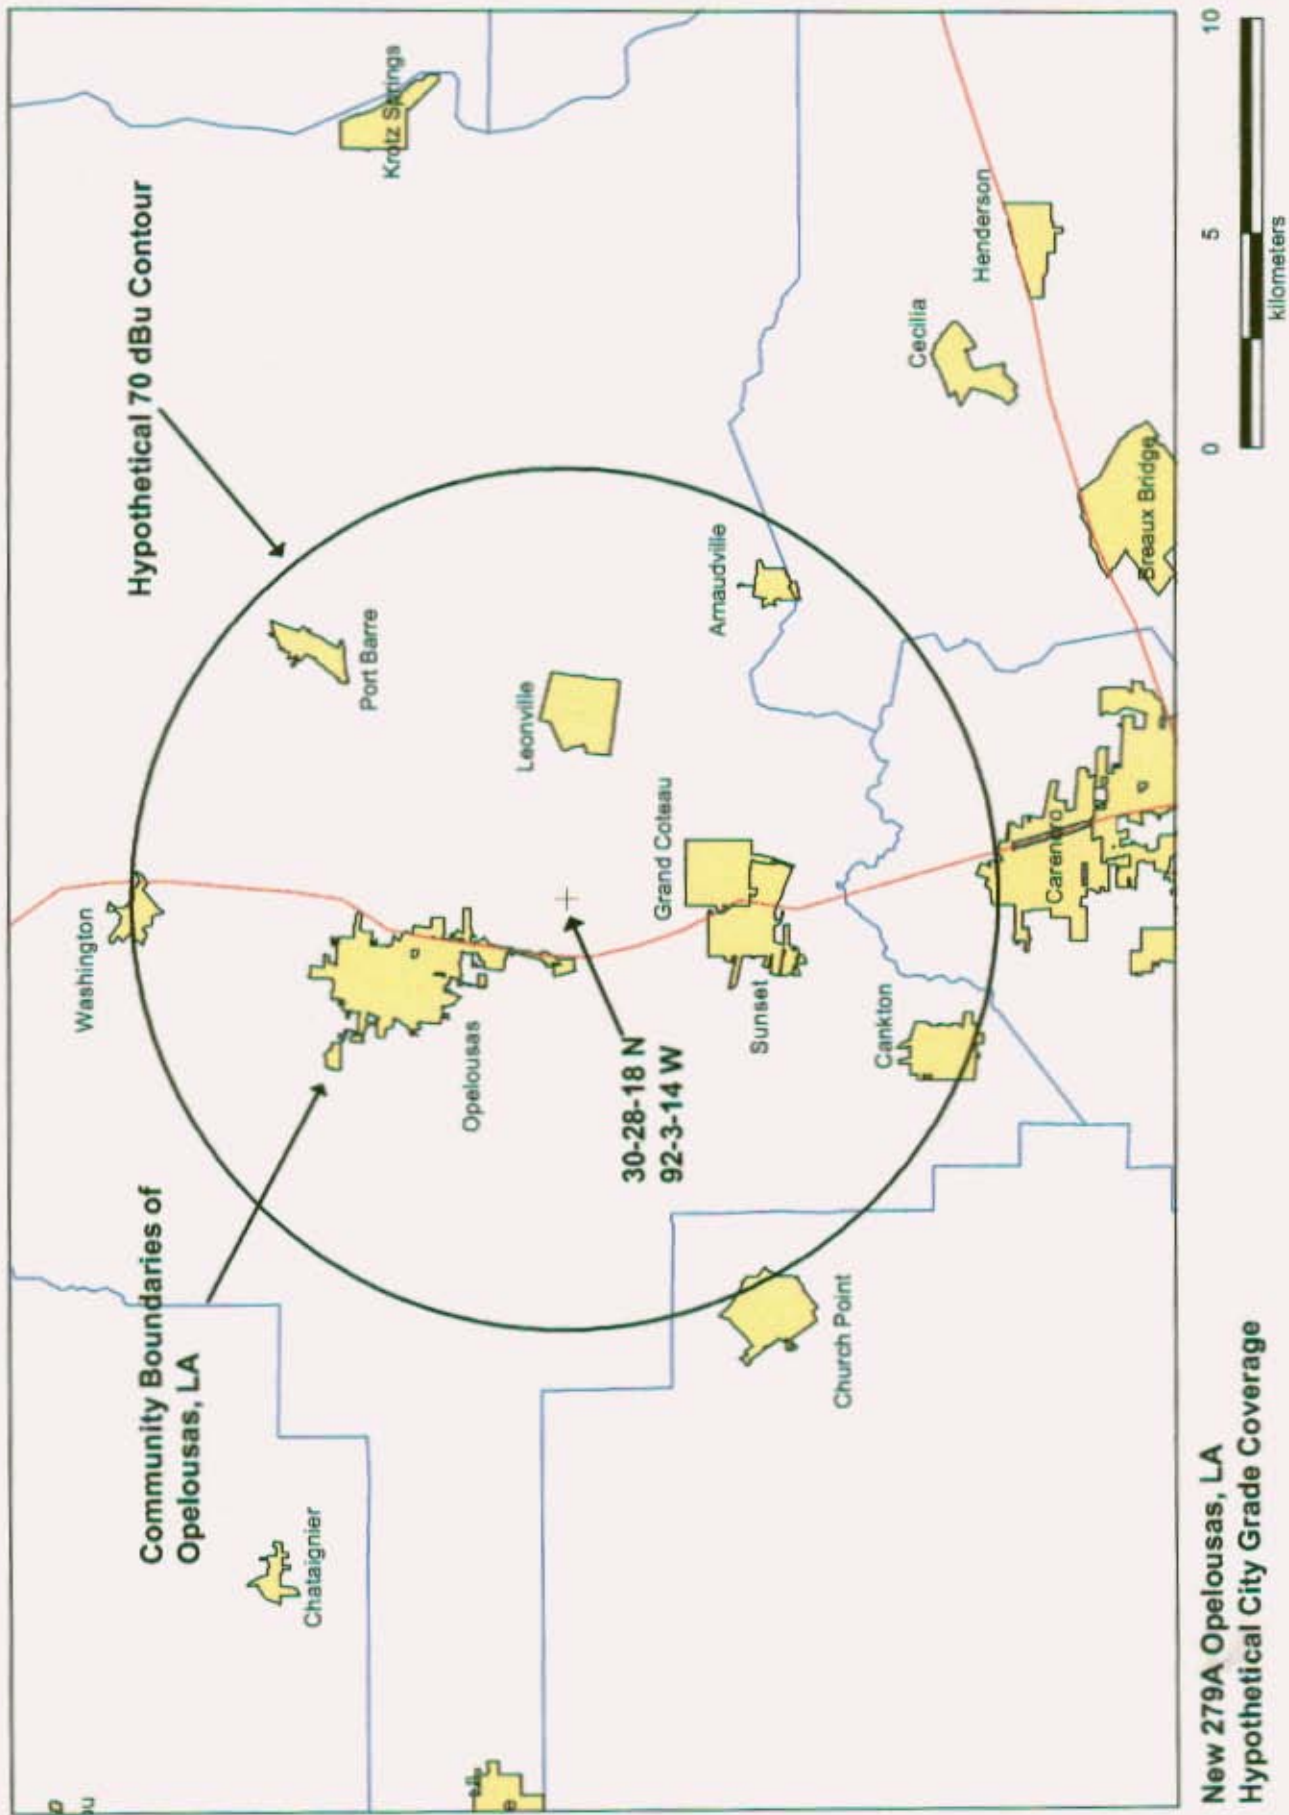 Hypothetical 70 dBu Contour
Community Boundaries of
Opelousas, LA
Krotz Springs
Washington
Port Barre
Chataignier
Opelousas
Leonville
30-28-18 N
92-3-14 W
Grand Coteau
Sunset
Arnaudville
Church Point
Cankton
Cecilia
Henderson
Carencro
Breaux Bridge
New 279A Opelousas, LA
Hypothetical City Grade Coverage
0
5
10
kilometers